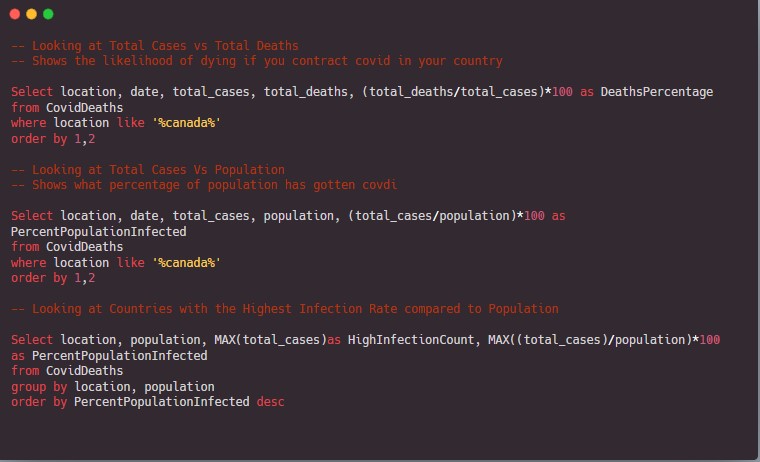 -- Looking at Total Cases vs Total Deaths
-- Shows the likelihood of dying if you contract covid in your country
Select location, date, total_cases, total_deaths, (total_deaths/total_cases)*100 as DeathsPercentage
from CovidDeaths
where location like '%canada%'
order by 1,2
-- Looking at Total Cases Vs Population
-- Shows what percentage of population has gotten covdi
Select location, date, total_cases, population, (total_cases/population)*100 as
PercentPopulationInfected
from CovidDeaths
where location like '%canada%'
order by 1,2
-- Looking at Countries with the Highest Infection Rate compared to Population
Select location, population, MAX(total_cases)as HighInfectionCount, MAX((total_cases)/population)*100
as PercentPopulationInfected
from CovidDeaths
group by location, population
order by PercentPopulationInfected desc